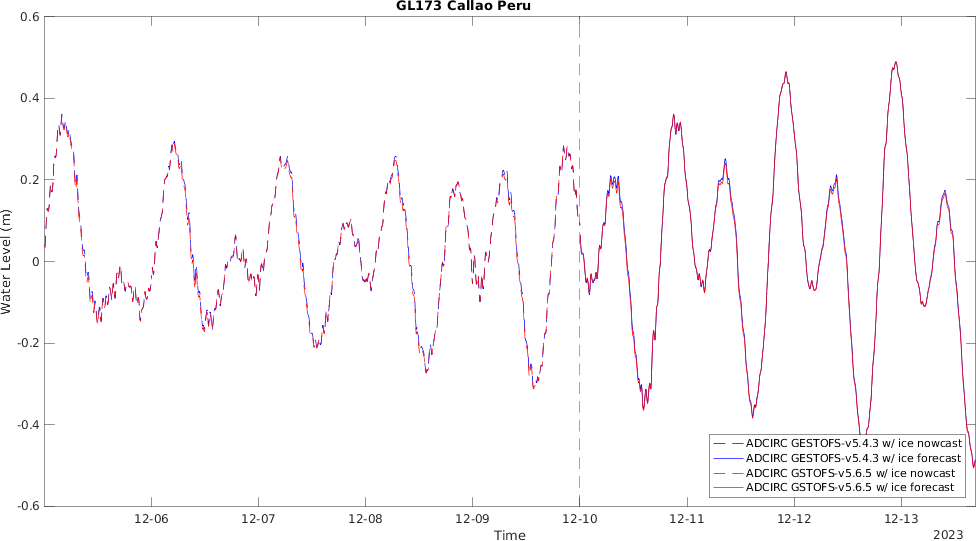 GL173 Callao Peru
0.6
0.4
0.2
0
-0.2
-0.4
-0.6
Water Level (m)
ADCIRC GESTOFS-v5.4.3 w/ ice nowcast
ADCIRC GESTOFS-v5.4.3 w/ ice forecast
ADCIRC GSTOFS-v5.6.5 w/ ice nowcast
ADCIRC GSTOFS-v5.6.5 w/ ice forecast
12-06 12-07 12-08 12-09 12-10 12-11 12-12 12-13
Time
2023